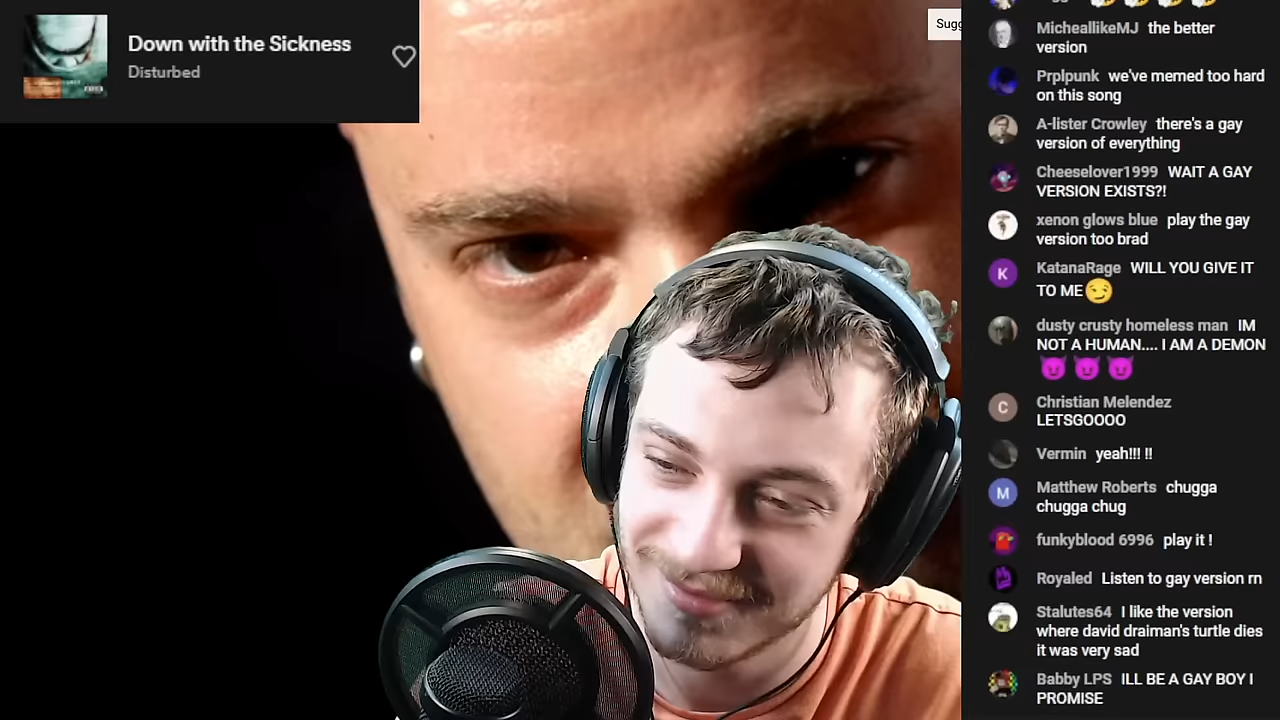 Down with the Sickness
Disturbed
Sugg
MicheallikeMJ the better
version
Prplpunk we've memed too hard
on this song
A-lister Crowley there's a gay
version of everything
Cheeselover1999 WAIT A GAY
VERSION EXISTS?!
xenon glows blue play the gay
version too brad
K
KatanaRage WILL YOU GIVE IT
TO ME😏
dusty crusty homeless man IM
NOT A HUMAN.... I AM A DEMON
😈 😈 😈
C
Christian Melendez
LETSGOOOO
Vermin yeah!!! !!
M
Matthew Roberts chugga
chugga chug
funkyblood 6996 play it !
Royaled Listen to gay version rn
Stalutes64 I like the version
where david draiman's turtle dies
it was very sad
Babby LPS ILL BE A GAY BOY I
PROMISE